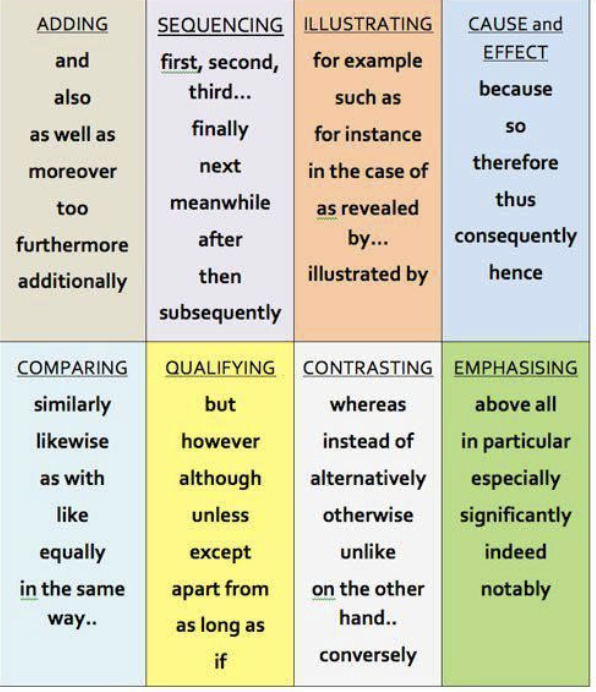 ADDING
and
also
as well as
moreover
too
furthermore
additionally
SEQUENCING
first, second,
third...
finally
next
meanwhile
after
then
subsequently
ILLUSTRATING
for example
such as
for instance
in the case of
as revealed
by...
illustrated by
CAUSE and
EFFECT
because
so
therefore
thus
consequently
hence
COMPARING
similarly
likewise
as with
like
equally
in the same
way..
QUALIFYING
but
however
although
unless
except
apart from
as long as
if
CONTRASTING
whereas
instead of
alternatively
otherwise
unlike
on the other
hand..
conversely
EMPHASISING
above all
in particular
especially
significantly
indeed
notably